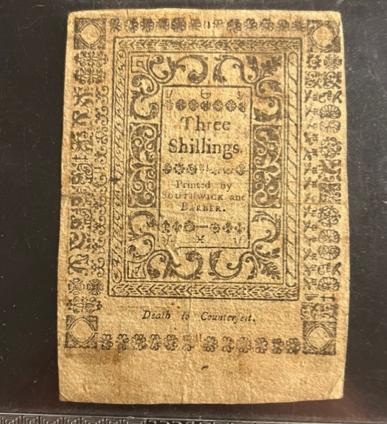 Three
Shillings.
Printed by
SOUTHWICK and
BARBER.
Death to Counterfeit.